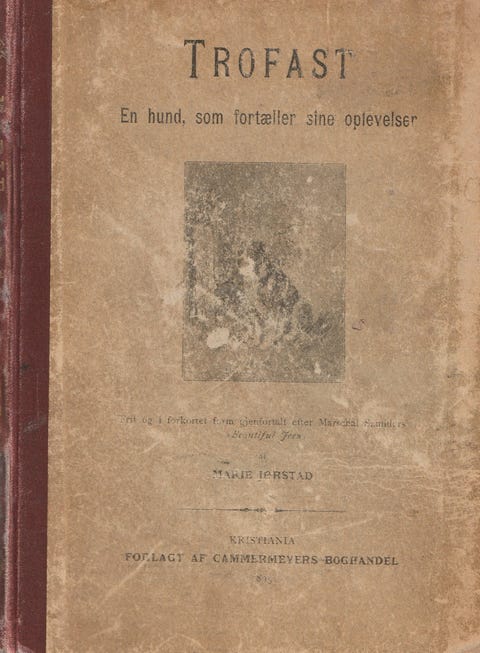 TROFAST
En hund, som fortæller sine oplevelser
Frit og i forkortet form gjenfortalt efter Marschal Saunders'
»Beautiful Joe«
af
MARIE IØRSTAD
KRISTIANIA
FORLAGT AF CAMMERMEYERS BOGHANDEL